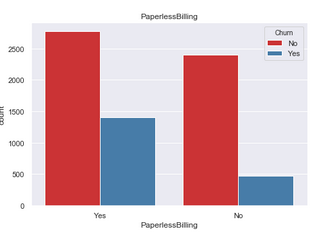 PaperlessBilling
Churn
No
Yes
2500
2000
1500
1000
500
0
count
Yes
No
PaperlessBilling